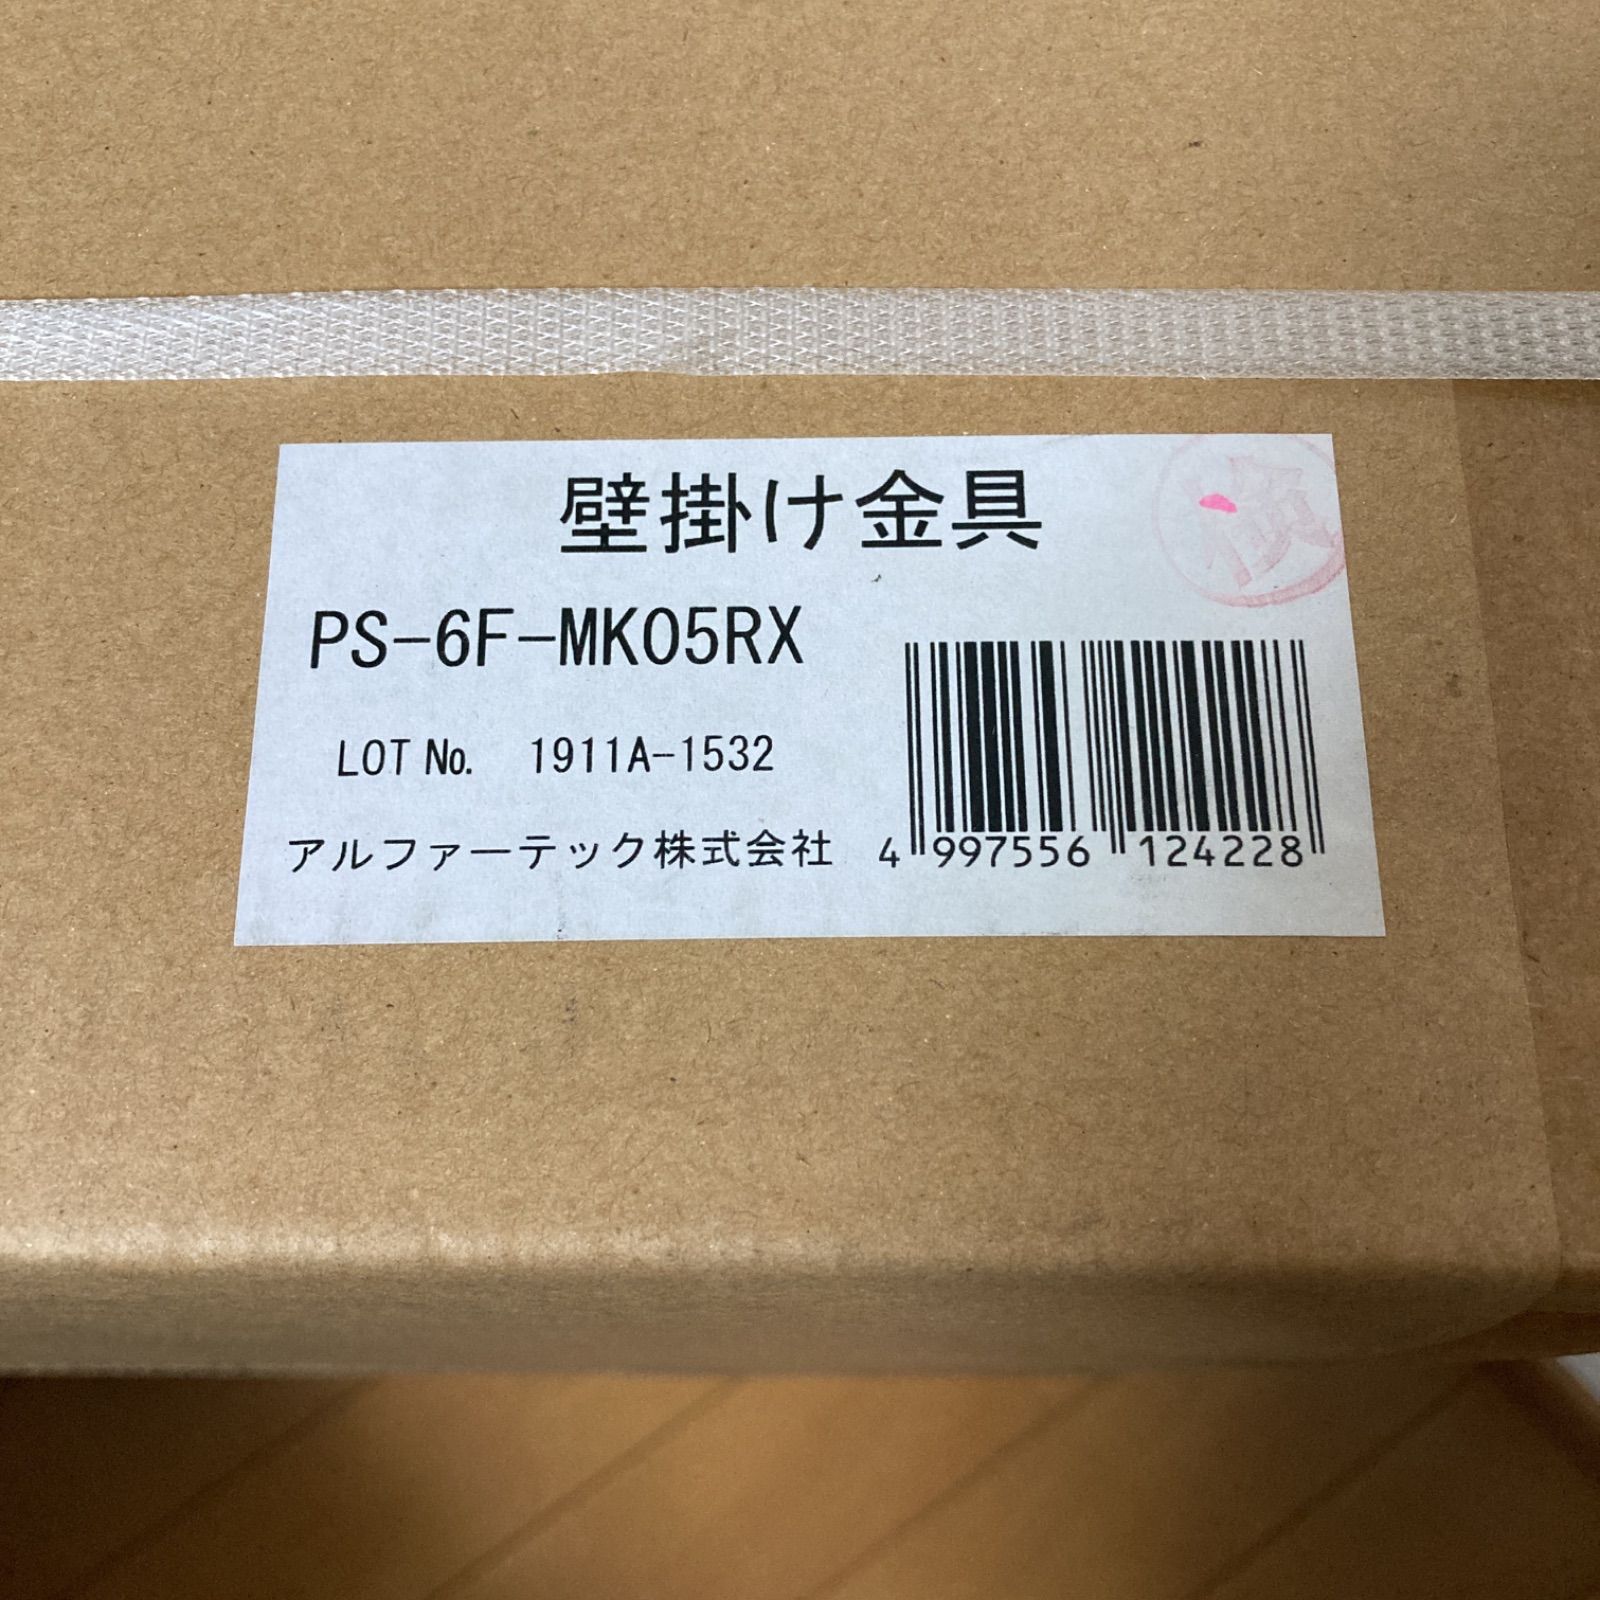 壁掛け金具
検
PS-6F-MK05RX
LOT No. 1911A-1532
アルファーテック株式会社
4 997556 124228